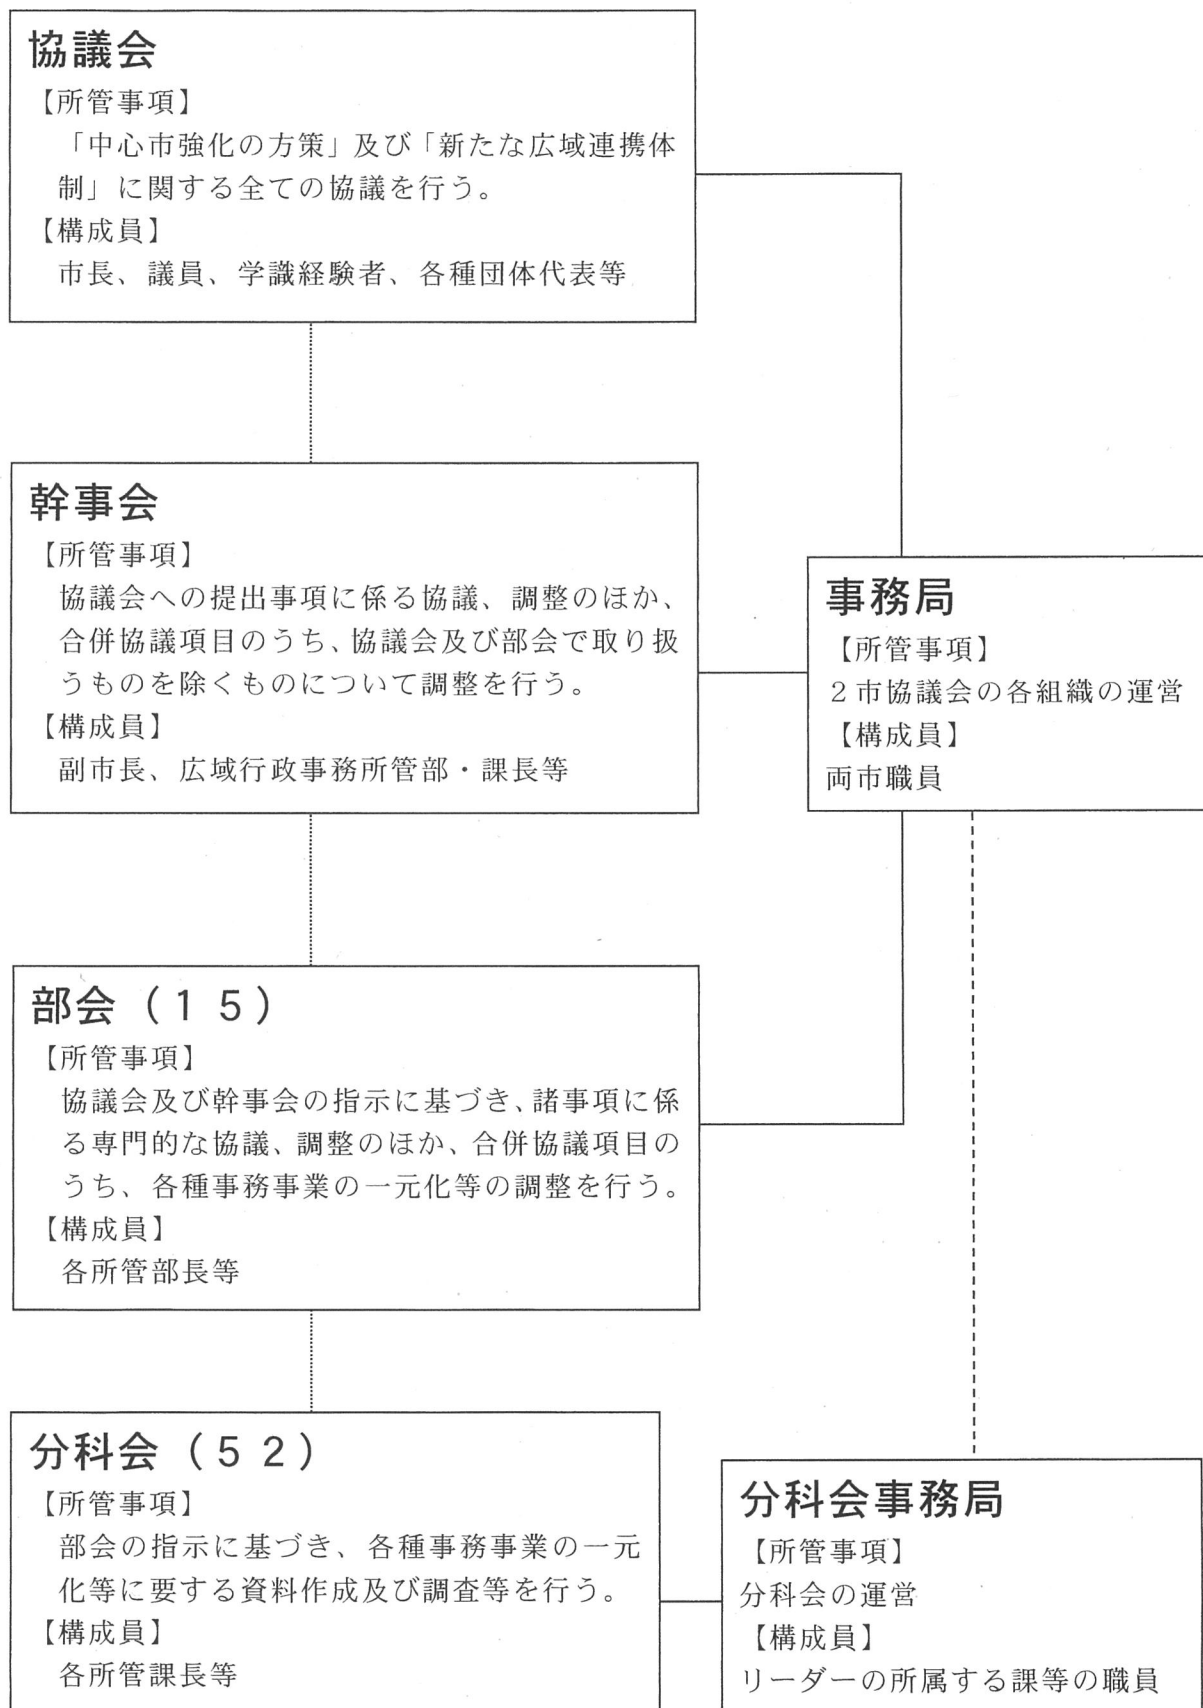 協議会
【所管事項】
「中心市強化の方策」及び「新たな広域連携体
制」に関する全ての協議を行う。
【構成員】
市長、議員、学識経験者、各種団体代表等
幹事会
【所管事項】
協議会への提出事項に係る協議、調整のほか、
合併協議項目のうち、協議会及び部会で取り扱
うものを除くものについて調整を行う。
【構成員】
副市長、広域行政事務所管部・課長等
事務局
【所管事項】
２市協議会の各組織の運営
【構成員】
両市職員
部会（１５）
【所管事項】
協議会及び幹事会の指示に基づき、諸事項に係
る専門的な協議、調整のほか、合併協議項目の
うち、各種事務事業の一元化等の調整を行う。
【構成員】
各所管部長等
分科会（５２）
【所管事項】
部会の指示に基づき、各種事務事業の一元
化等に要する資料作成及び調査等を行う。
【構成員】
各所管課長等
分科会事務局
【所管事項】
分科会の運営
【構成員】
リーダーの所属する課等の職員